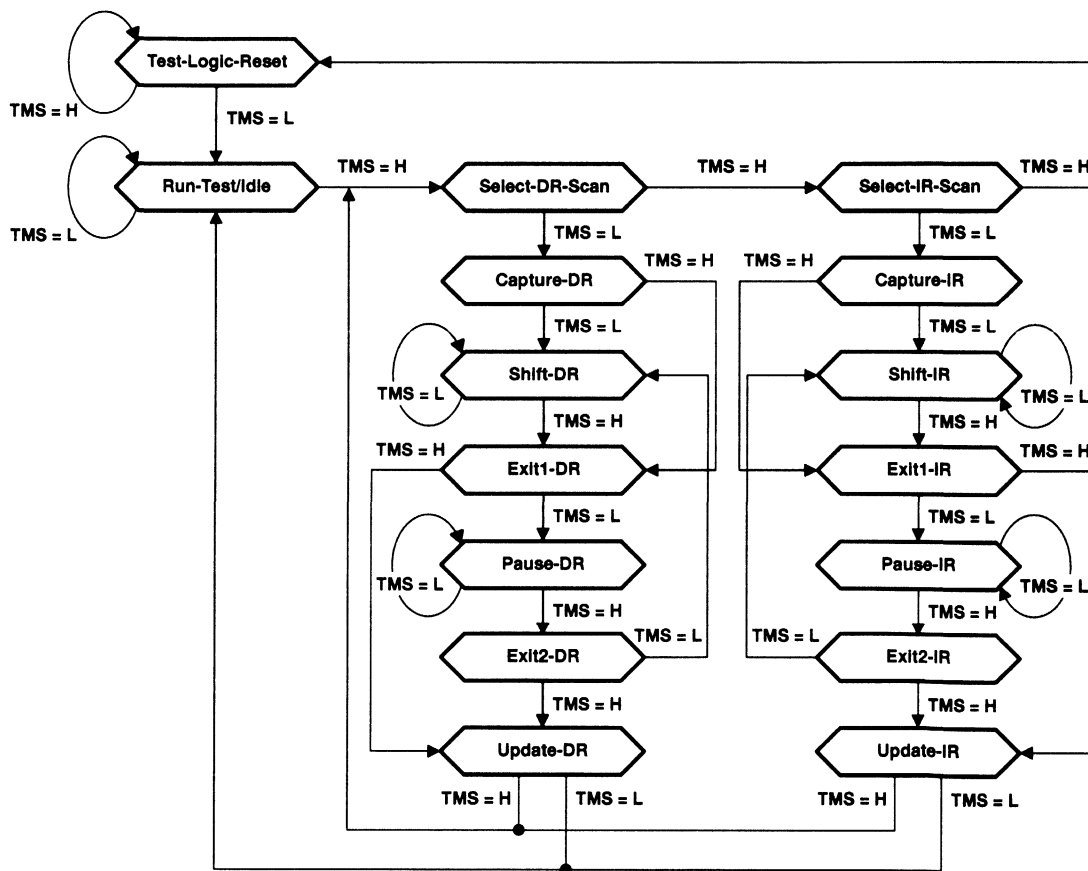 Test-Logic-Reset
TMS = H
TMS = L
Run-Test/Idle
TMS = H
Select-DR-Scan
TMS = H
Select-IR-Scan
TMS = H
TMS = L
TMS = L
TMS = L
Capture-DR
TMS = H
TMS = H
Capture-IR
TMS = L
TMS = L
Shift-DR
Shift-IR
TMS = L
TMS = L
TMS = H
TMS = H
TMS = H
Exit1-DR
Exit1-IR
TMS = H
TMS = L
TMS = L
Pause-DR
Pause-IR
TMS = L
TMS = L
TMS = H
TMS = H
Exit2-DR
TMS = L
TMS = L
Exit2-IR
TMS = H
TMS = H
Update-DR
Update-IR
TMS = H
TMS = L
TMS = H
TMS = L